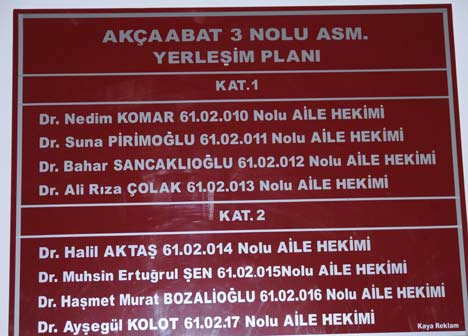 AKÇAABAT 3 NOLU ASM.
YERLEŞİM PLANI
KAT.1
Dr. Nedim KOMAR 61.02.010 Nolu AİLE HEKİMİ
Dr. Suna PİRİMOĞLU 61.02.011 Nolu AİLE HEKİMİ
Dr. Bahar SANCAKLIOĞLU 61.02.012 Nolu AİLE HEKİMİ
Dr. Ali Rıza ÇOLAK 61.02.013 Nolu AİLE HEKİMİ
KAT.2
Dr. Halil AKTAŞ 61.02.014 Nolu AİLE HEKİMİ
Dr. Muhsin Ertuğrul ŞEN 61.02.015Nolu AİLE HEKİMİ
Dr. Haşmet Murat BOZALİOĞLU 61.02.016 Nolu AİLE HEKİMİ
Dr. Ayşegül KOLOT 61.02.17 Nolu AİLE HEKİMİ
Kaya Reklam